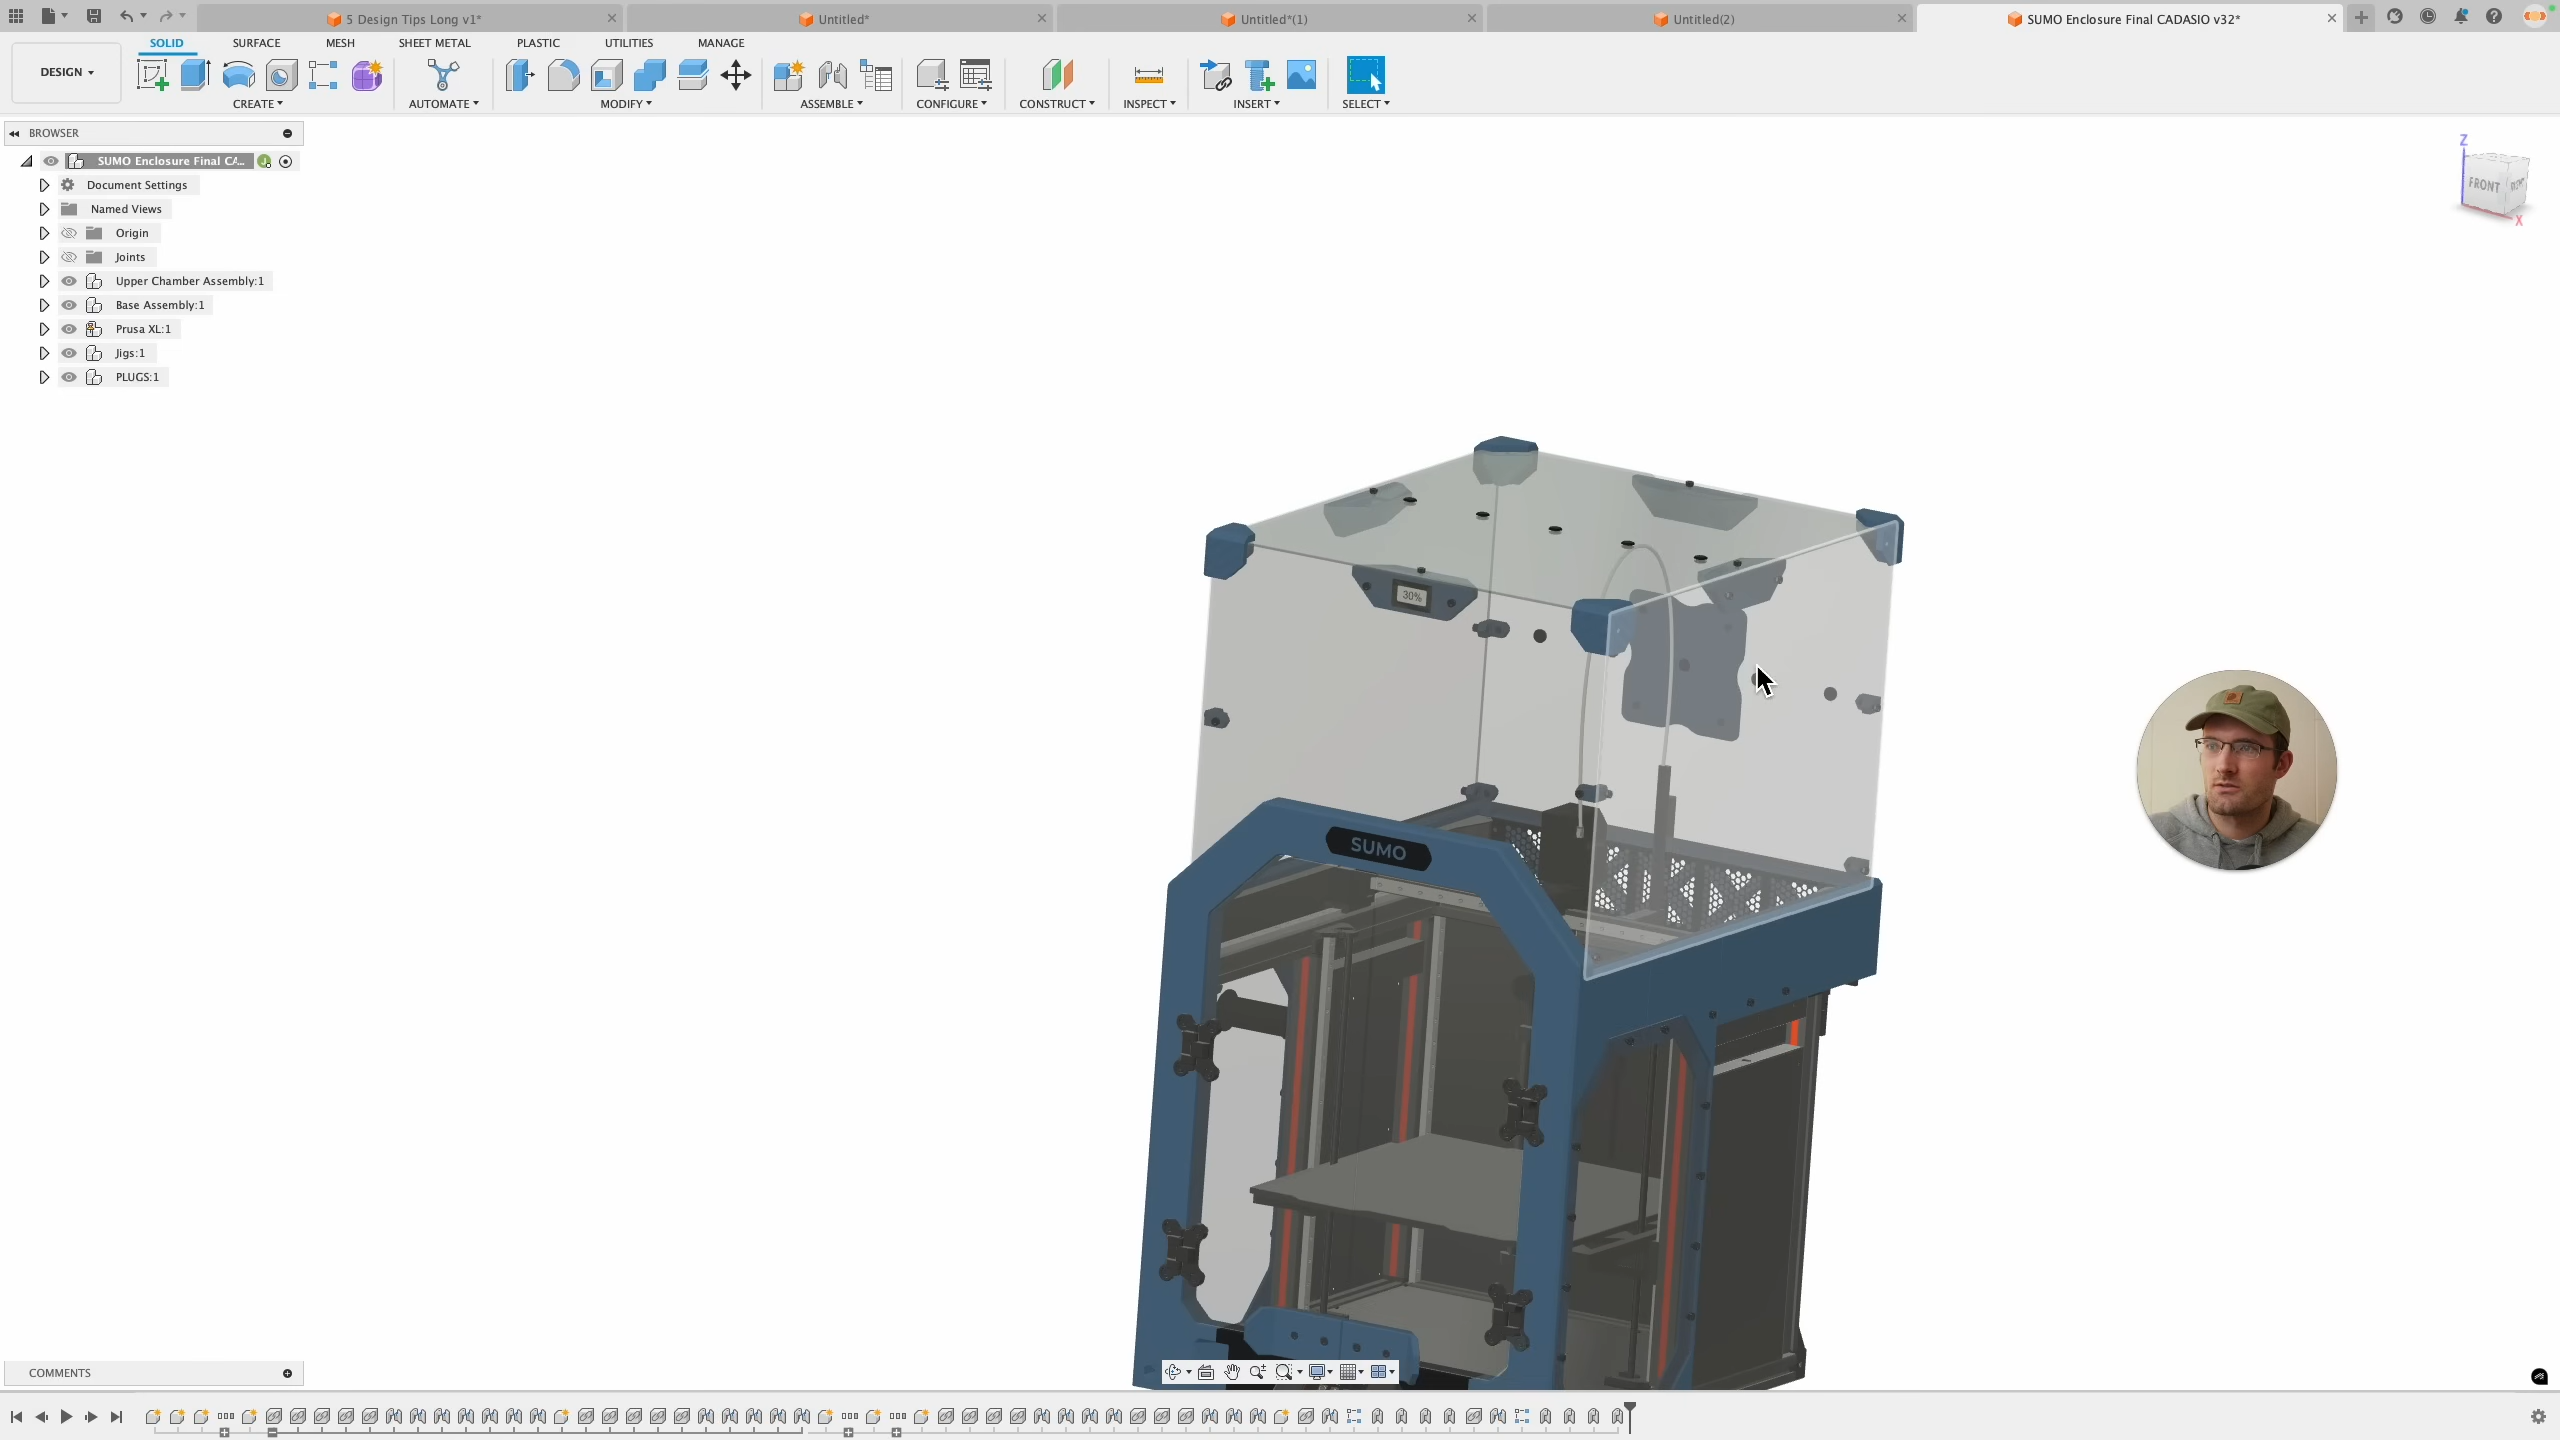 5 Design Tips Long v1*
Untitled*
Untitled*(1)
Untitled(2)
SUMO Enclosure Final CADASIO v32*
DESIGN
SOLID
SURFACE
MESH
SHEET METAL
PLASTIC
UTILITIES
MANAGE
CREATE
AUTOMATE
MODIFY
ASSEMBLE
CONFIGURE
CONSTRUCT
INSPECT
INSERT
SELECT
BROWSER
SUMO Enclosure Final CA...
Document Settings
Named Views
Origin
Joints
Upper Chamber Assembly:1
Base Assembly:1
Prusa XL:1
Jigs:1
PLUGS:1
Z
FRONT
X
30%
SUMO
COMMENTS